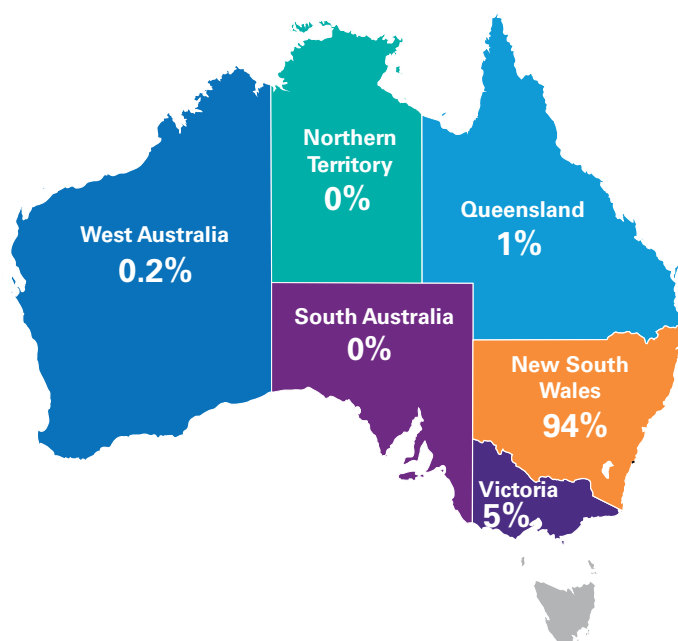 Northern
Territory
0%
Queensland
1%
West Australia
0.2%
South Australia
0%
New South
Wales
94%
Victoria
5%